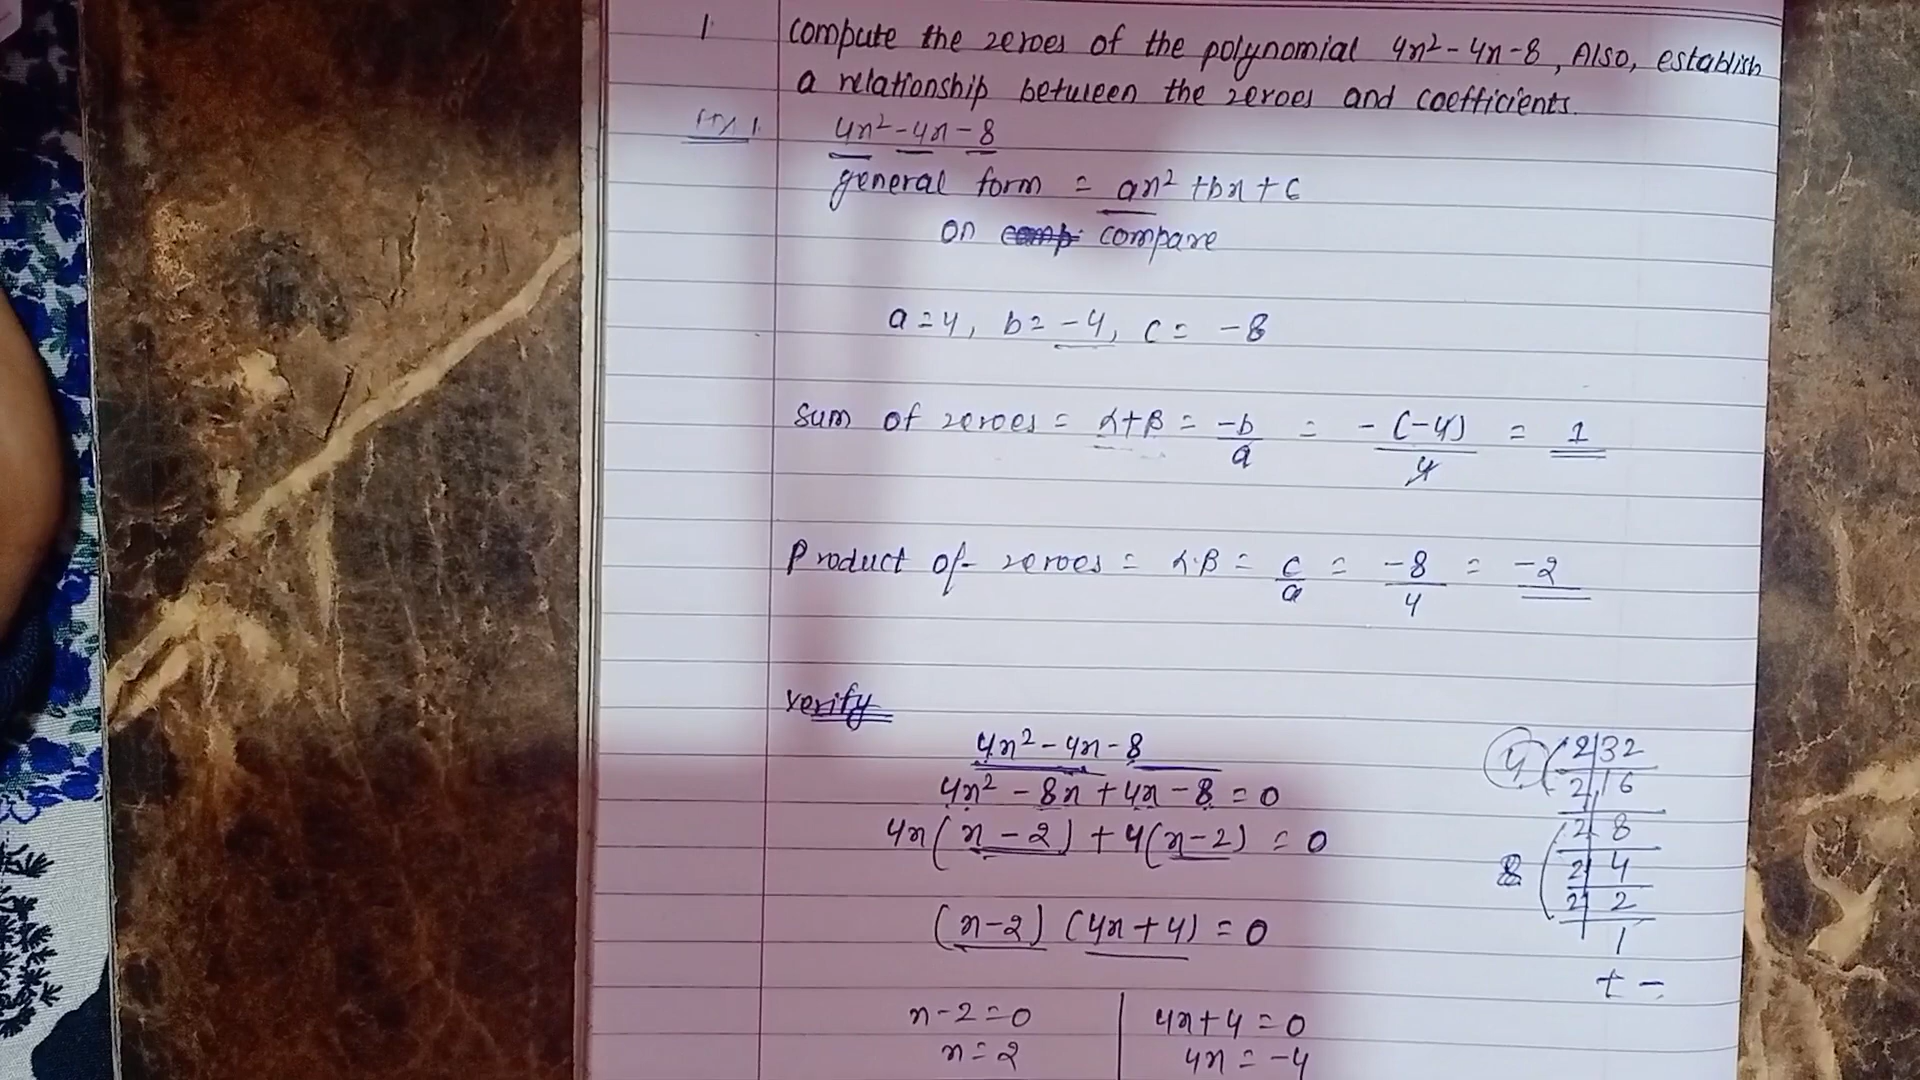 1 compute the zeroes of the polynomial 4x² - 4x - 8, Also, establish
a relationship between the zeroes and coefficients.
1.
4x² - 4x - 8
general form = ax² + bx + c
on comp. compare
a = 4, b = -4, c = -8
Sum of zeroes = α+β = -b/a = -(-4)/4 = 1
Product of zeroes = α·β = c/a = -8/4 = -2
verify
4x² - 4x - 8
4x² - 8x + 4x - 8 = 0
4x(x - 2) + 4(x - 2) = 0
(x - 2) (4x + 4) = 0
x - 2 = 0 | 4x + 4 = 0
x = 2 | 4x = -4
4 ( 2|32
2|16
8 ( 2|8
2|4
2|2
1
+ -